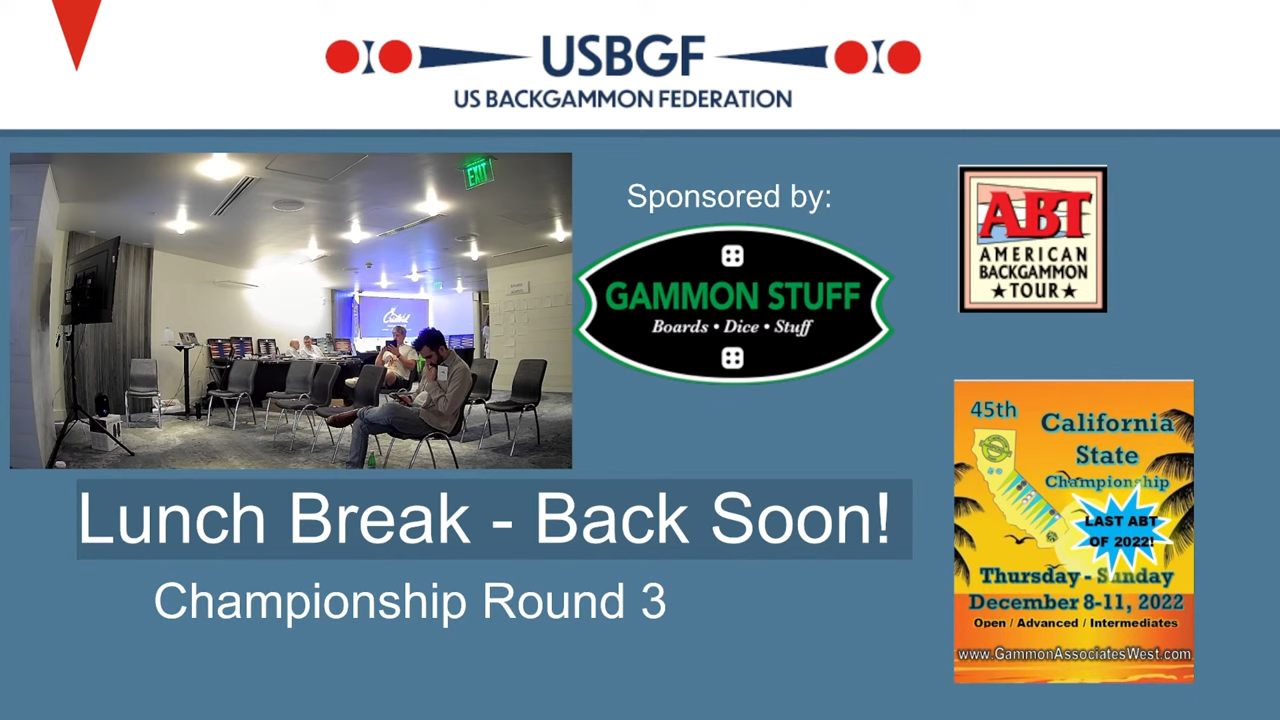 USBGF
US BACKGAMMON FEDERATION
EXIT
Sponsored by:
GAMMON STUFF
Boards • Dice • Stuff
ABT
AMERICAN
BACKGAMMON
★TOUR★
Lunch Break - Back Soon!
Championship Round 3
45th
California
State
Championship
LAST ABT
OF 2022!
Thursday - Sunday
December 8-11, 2022
Open / Advanced / Intermediates
www.GammonAssociatesWest.com